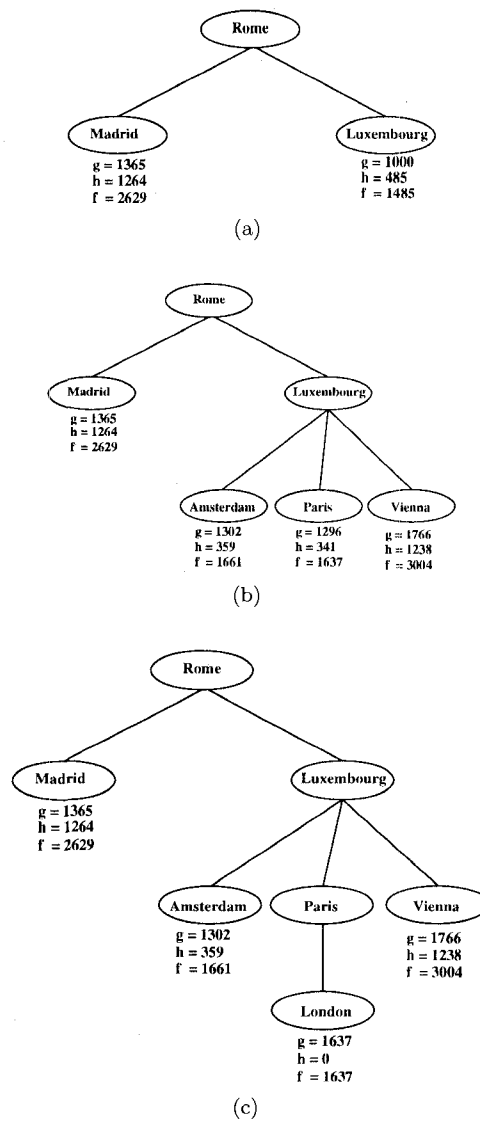 Rome
Madrid
g = 1365
h = 1264
f = 2629
Luxembourg
g = 1000
h = 485
f = 1485
(a)
Rome
Madrid
g = 1365
h = 1264
f = 2629
Luxembourg
Amsterdam
g = 1302
h = 359
f = 1661
Paris
g = 1296
h = 341
f = 1637
Vienna
g = 1766
h = 1238
f = 3004
(b)
Rome
Madrid
g = 1365
h = 1264
f = 2629
Luxembourg
Amsterdam
g = 1302
h = 359
f = 1661
Paris
Vienna
g = 1766
h = 1238
f = 3004
London
g = 1637
h = 0
f = 1637
(c)